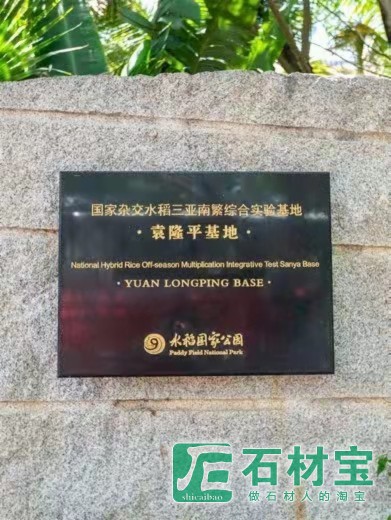 国家杂交水稻三亚南繁综合实验基地
·袁隆平基地·
National Hybrid Rice Off-season Multiplication Integrative Test Sanya Base
· YUAN LONGPING BASE ·
水稻国家公园
Paddy Field National Park
石材宝
shicaibao
做石材人的淘宝